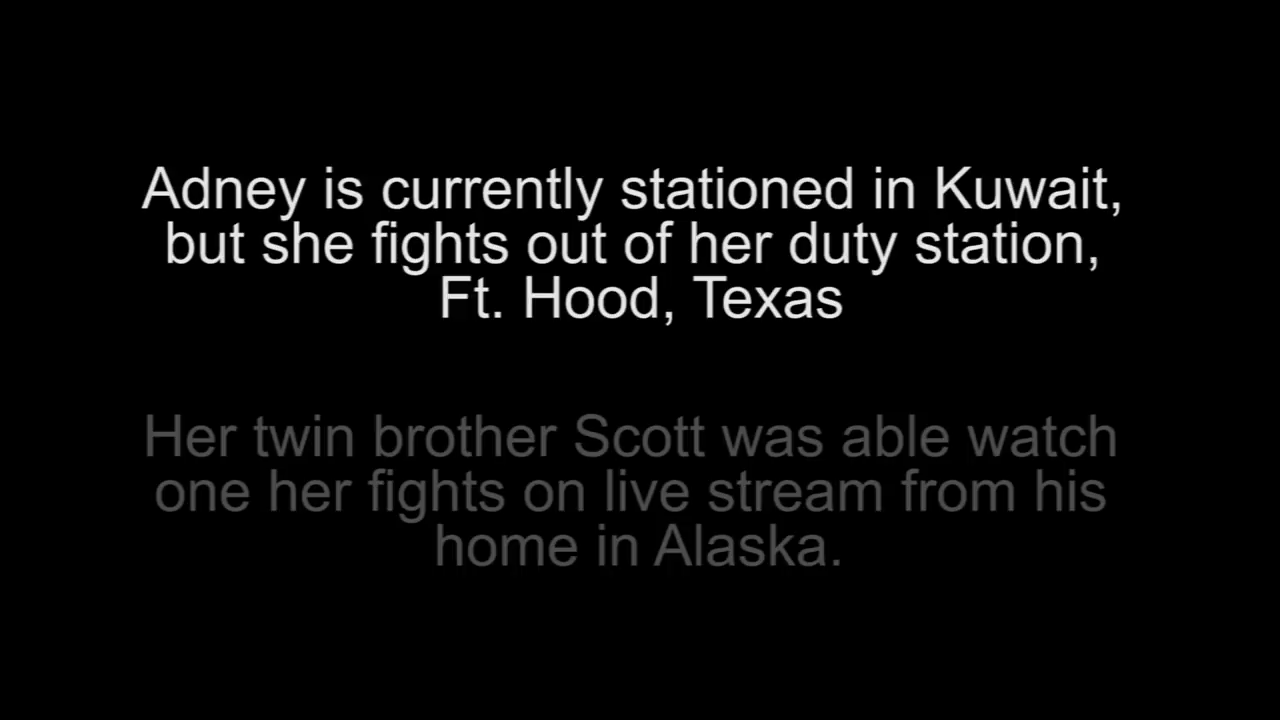 Adney is currently stationed in Kuwait,
but she fights out of her duty station,
Ft. Hood, Texas
Her twin brother Scott was able watch
one her fights on live stream from his
home in Alaska.